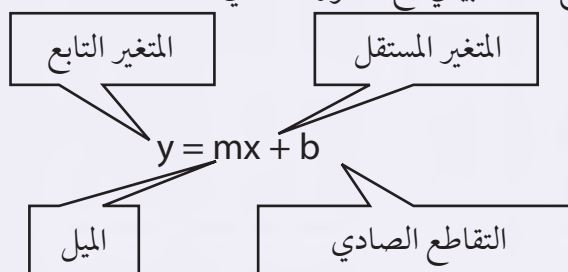 المتغير المستقل
المتغير التابع
y = mx + b
التقاطع الصادي
الميل